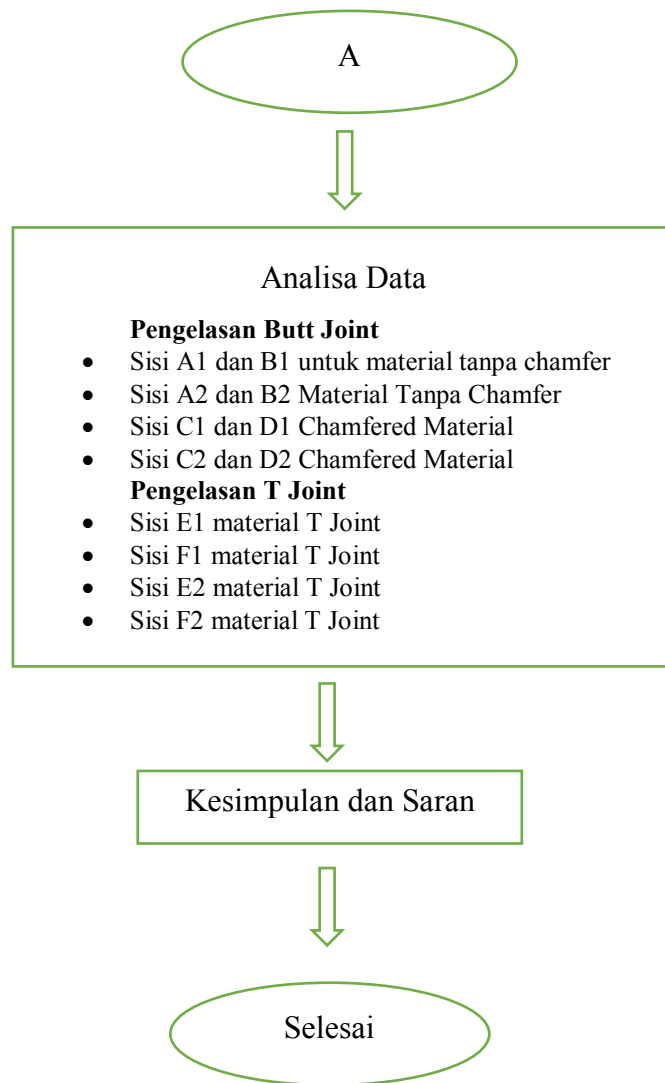 A
Analisa Data
Pengelasan Butt Joint
• Sisi A1 dan B1 untuk material tanpa chamfer
• Sisi A2 dan B2 Material Tanpa Chamfer
• Sisi C1 dan D1 Chamfered Material
• Sisi C2 dan D2 Chamfered Material
Pengelasan T Joint
• Sisi E1 material T Joint
• Sisi F1 material T Joint
• Sisi E2 material T Joint
• Sisi F2 material T Joint
Kesimpulan dan Saran
Selesai